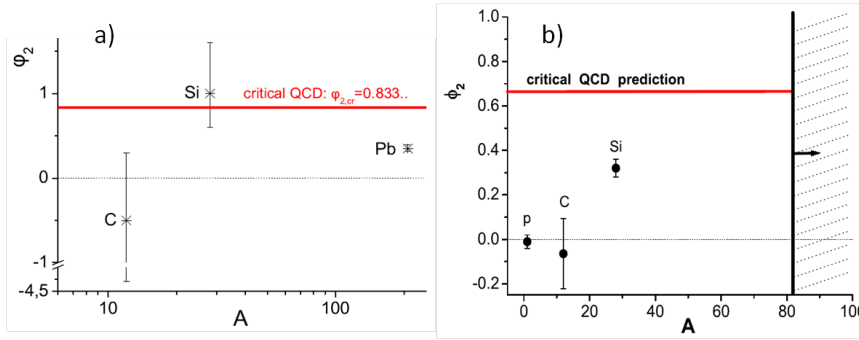 a)
φ₂
1
0
-1
-4,5
Si
C
Pb
critical QCD: φ₂,cr=0.833..
10
100
A
b)
ϕ₂
1.0
0.8
0.6
0.4
0.2
0.0
-0.2
critical QCD prediction
Si
p
C
0
20
40
60
80
100
A